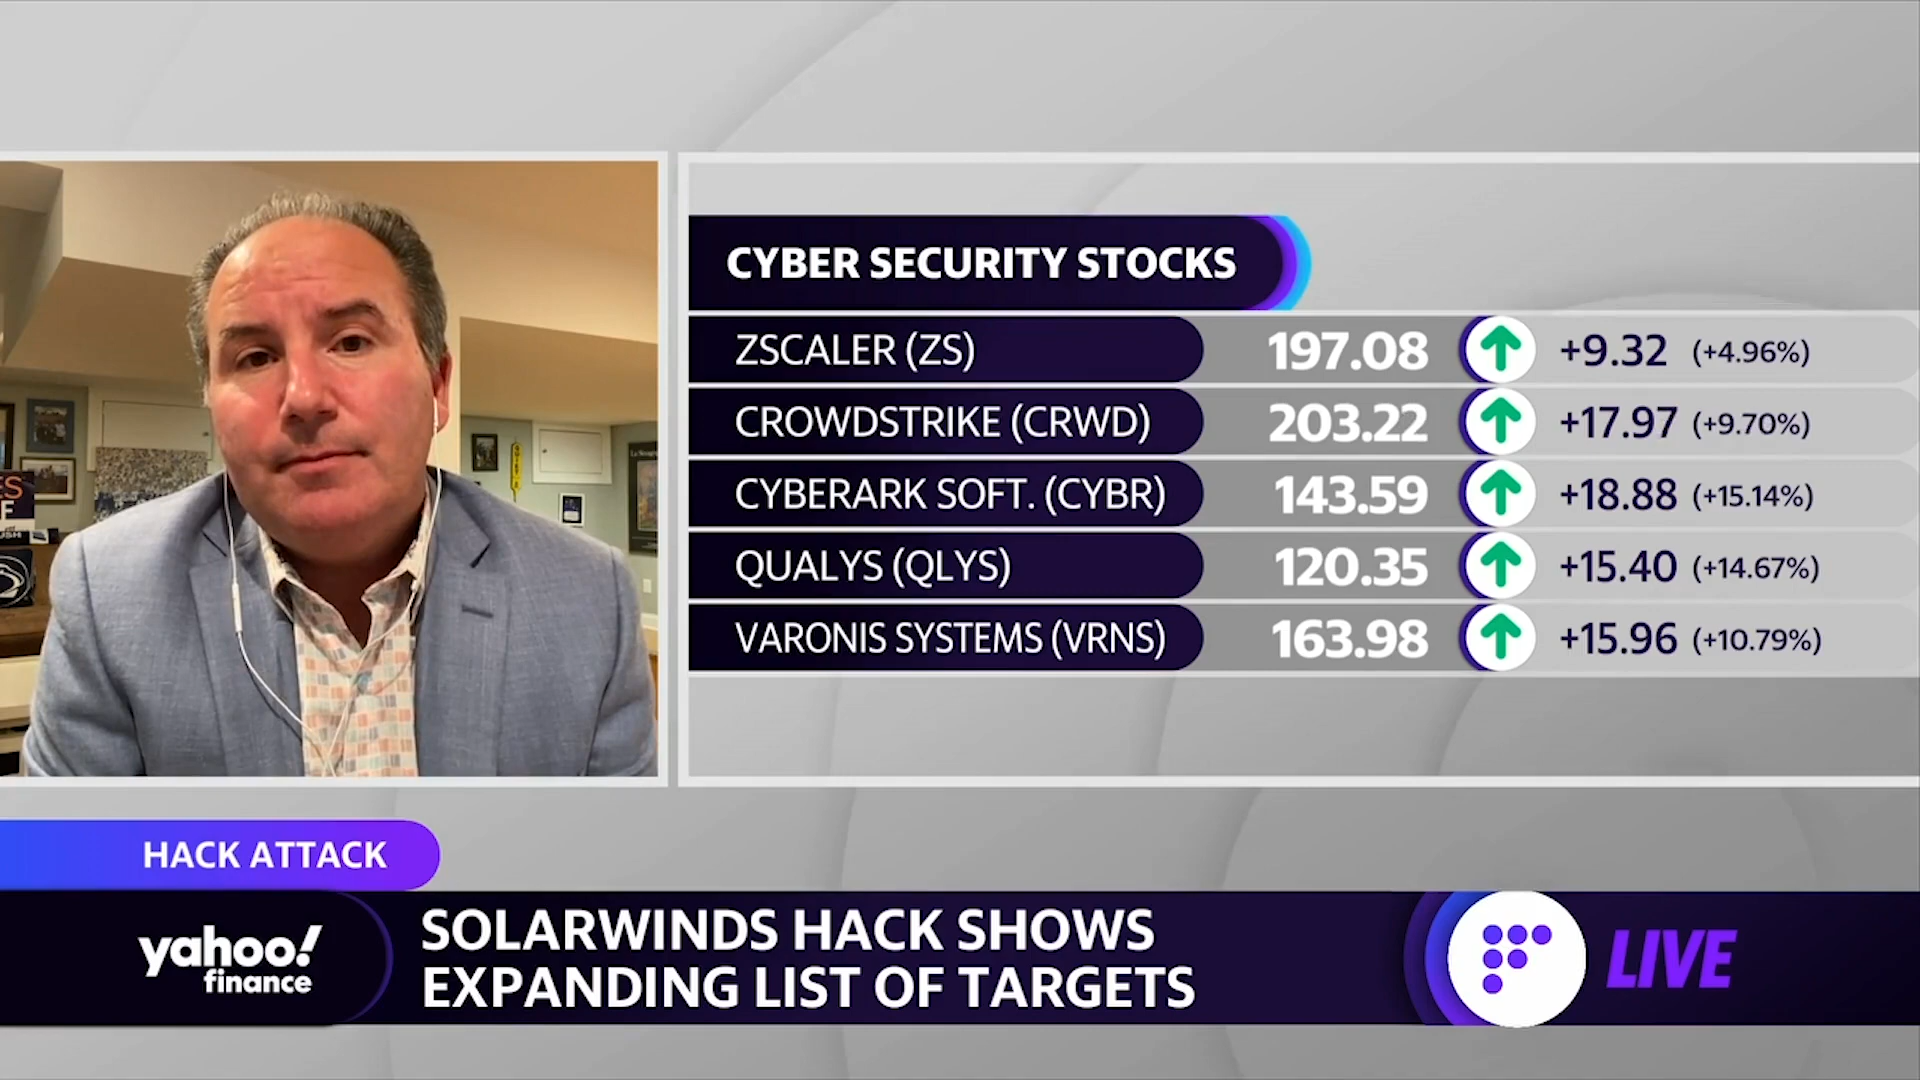 CYBER SECURITY STOCKS
ZSCALER (ZS) 197.08 +9.32 (+4.96%)
CROWDSTRIKE (CRWD) 203.22 +17.97 (+9.70%)
CYBERARK SOFT. (CYBR) 143.59 +18.88 (+15.14%)
QUALYS (QLYS) 120.35 +15.40 (+14.67%)
VARONIS SYSTEMS (VRNS) 163.98 +15.96 (+10.79%)
HACK ATTACK
yahoo!
finance
SOLARWINDS HACK SHOWS
EXPANDING LIST OF TARGETS
LIVE